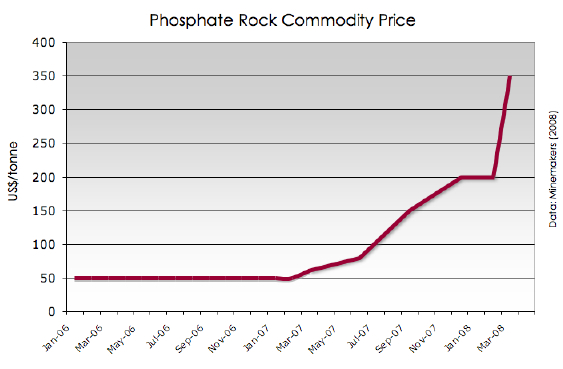 Phosphate Rock Commodity Price
400
350
300
250
200
150
100
50
0
US$/tonne
Jan-06
Mar-06
May-06
Jul-06
Sep-06
Nov-06
Jan-07
Mar-07
May-07
Jul-07
Sep-07
Nov-07
Jan-08
Mar-08
Data: Minemakers (2008)